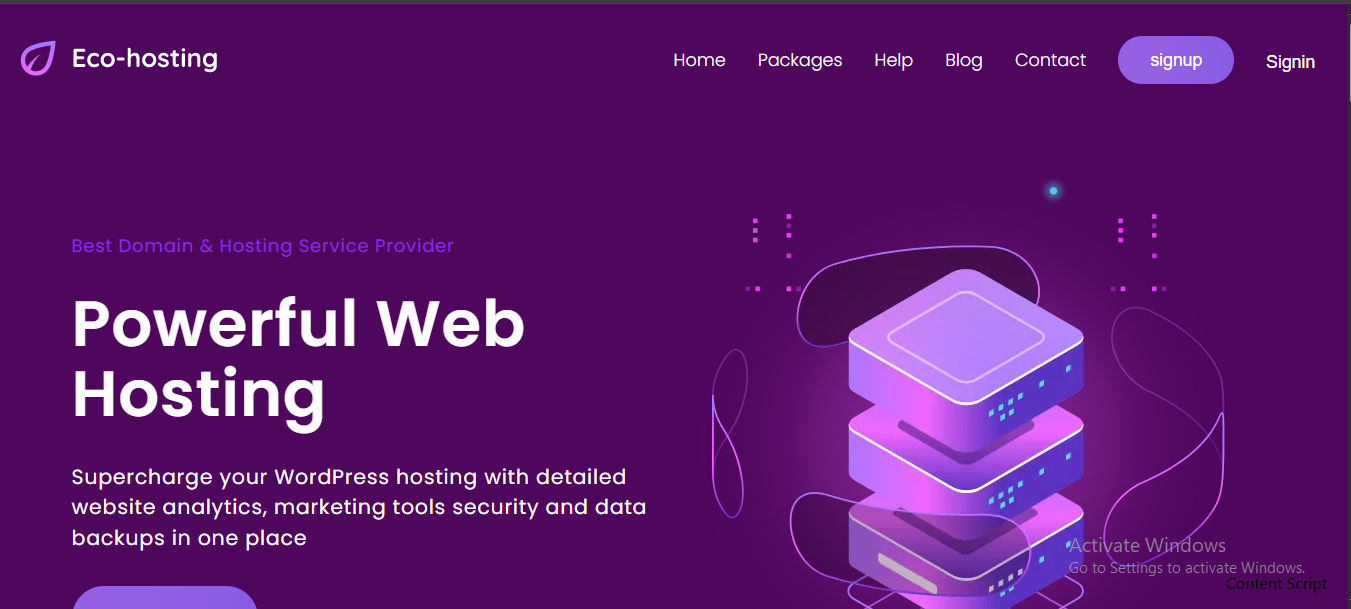 Eco-hosting
Home Packages Help Blog Contact signup Signin
Best Domain & Hosting Service Provider
Powerful Web
Hosting
Supercharge your WordPress hosting with detailed
website analytics, marketing tools security and data
backups in one place
Activate Windows
Go to Settings to activate Windows.
Content Script